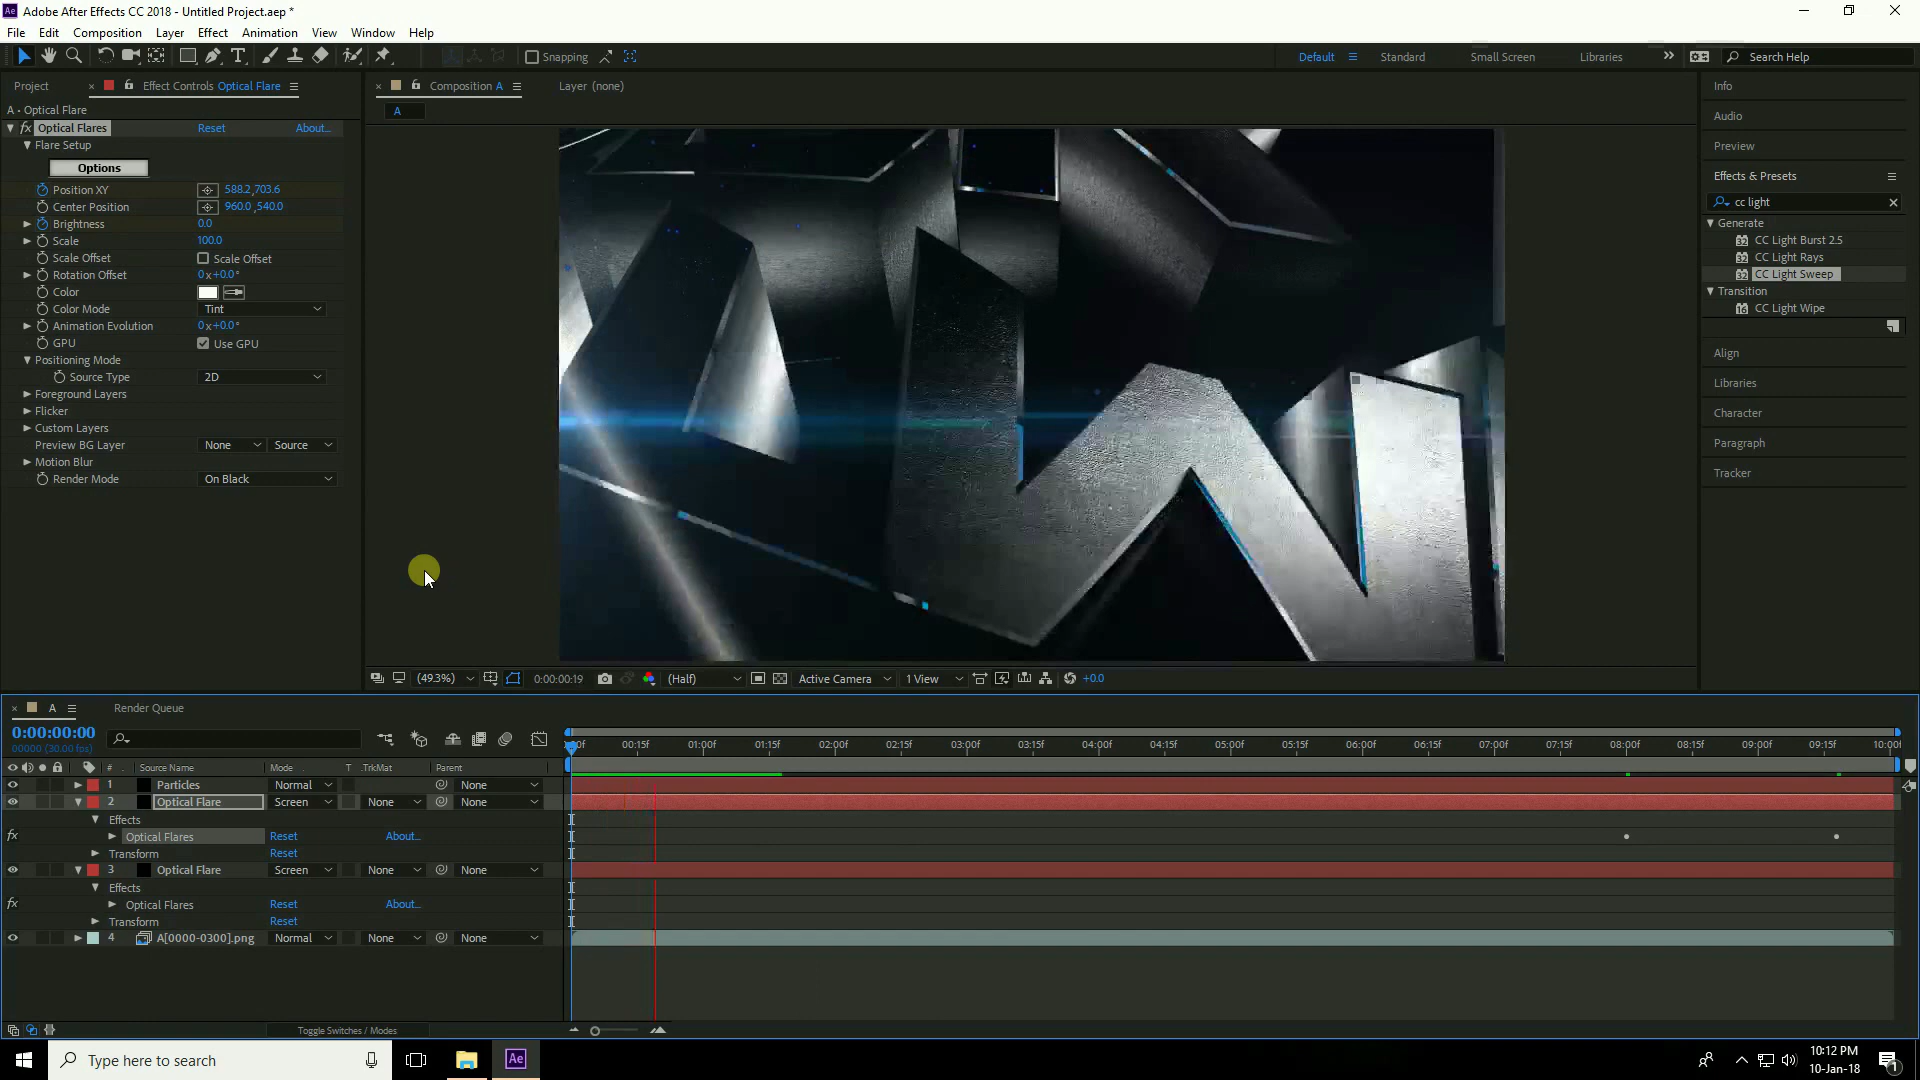 Ae Adobe After Effects CC 2018 - Untitled Project.aep *
File Edit Composition Layer Effect Animation View Window Help
Snapping Default Standard Small Screen Libraries Search Help
Project Effect Controls Optical Flare
Composition A Layer (none)
A • Optical Flare
A
fx Optical Flares Reset About...
Flare Setup
Options
Position XY 588.2,703.6
Center Position 960.0,540.0
Brightness 0.0
Scale 100.0
Scale Offset Scale Offset
Rotation Offset 0x+0.0°
Color
Color Mode Tint
Animation Evolution 0x+0.0°
GPU Use GPU
Positioning Mode
Source Type 2D
Foreground Layers
Flicker
Custom Layers
Preview BG Layer None Source
Motion Blur
Render Mode On Black
Info
Audio
Preview
Effects & Presets
cc light
Generate
32 CC Light Burst 2.5
32 CC Light Rays
32 CC Light Sweep
Transition
16 CC Light Wipe
Align
Libraries
Character
Paragraph
Tracker
(49.3%) 0:00:00:19 (Half) Active Camera 1 View +0.0
A Render Queue
0:00:00:00
00000 (30.00 fps)
00:15f 01:00f 01:15f 02:00f 02:15f 03:00f 03:15f 04:00f 04:15f 05:00f 05:15f 06:00f 06:15f 07:00f 07:15f 08:00f 08:15f 09:00f 09:15f 10:00f
# Source Name Mode T .TrkMat Parent
1 Particles Normal None
2 Optical Flare Screen None None
Effects
fx Optical Flares Reset About...
Transform Reset
3 Optical Flare Screen None None
Effects
fx Optical Flares Reset About...
Transform Reset
4 A[0000-0300].png Normal None None
Toggle Switches / Modes
Type here to search
Ae
10:12 PM
10-Jan-18
1